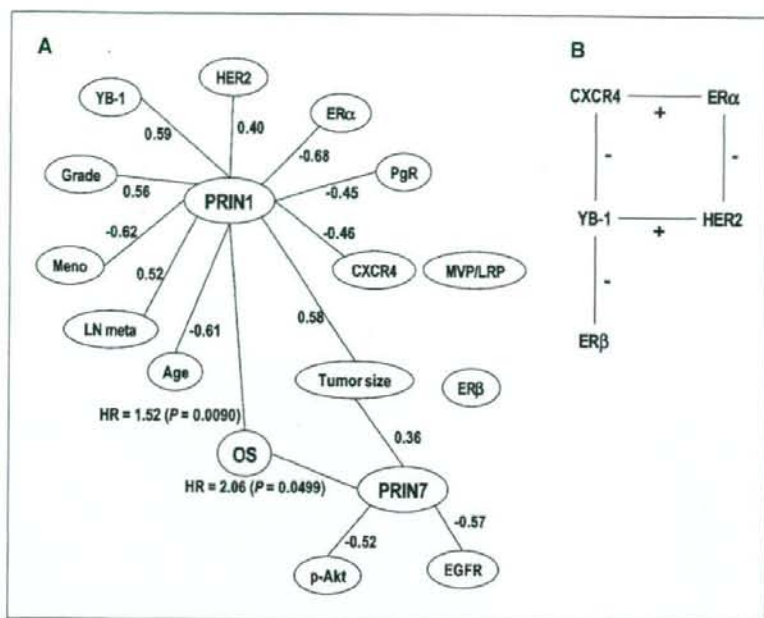 A
B
HER2
YB-1
ERα
CXCR4
+
ERα
0.59
0.40
-0.68
Grade
PgR
-
-
0.56
PRIN1
-0.45
-0.62
-0.46
YB-1
+
HER2
Meno
0.52
CXCR4
MVP/LRP
-
LN meta
-0.61
0.58
ERβ
Age
Tumor size
ERβ
HR = 1.52 (P = 0.0090)
0.36
OS
HR = 2.06 (P = 0.0499)
PRIN7
-0.52
-0.57
p-Akt
EGFR